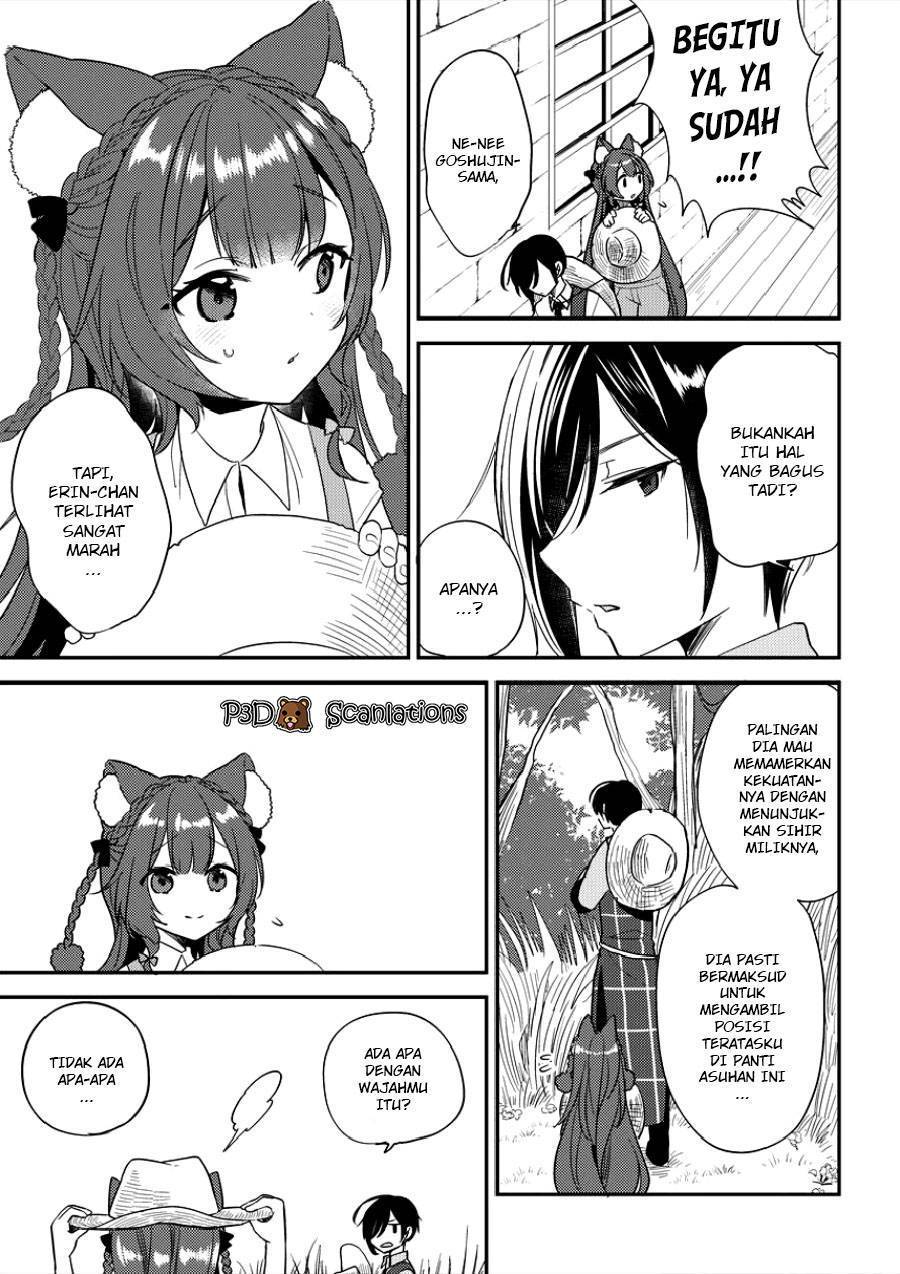 BEGITU
YA, YA
SUDAH
...!!
NE-NEE
GOSHUJIN-
SAMA,
BUKANKAH
ITU HAL
YANG BAGUS
TADI?
APANYA
...?
TAPI,
ERIN-CHAN
TERLIHAT
SANGAT
MARAH
...
PALINGAN
DIA MAU
MEMAMERKAN
KEKUATAN-
NYA DENGAN
MENUNJUK-
KAN SIHIR
MILIKNYA,
DIA PASTI
BERMAKSUD
UNTUK
MENGAMBIL
POSISI
TERATASKU
DI PANTI
ASUHAN INI
...
P3D Scanlations
ADA APA
DENGAN
WAJAHMU
ITU?
TIDAK ADA
APA-APA
...